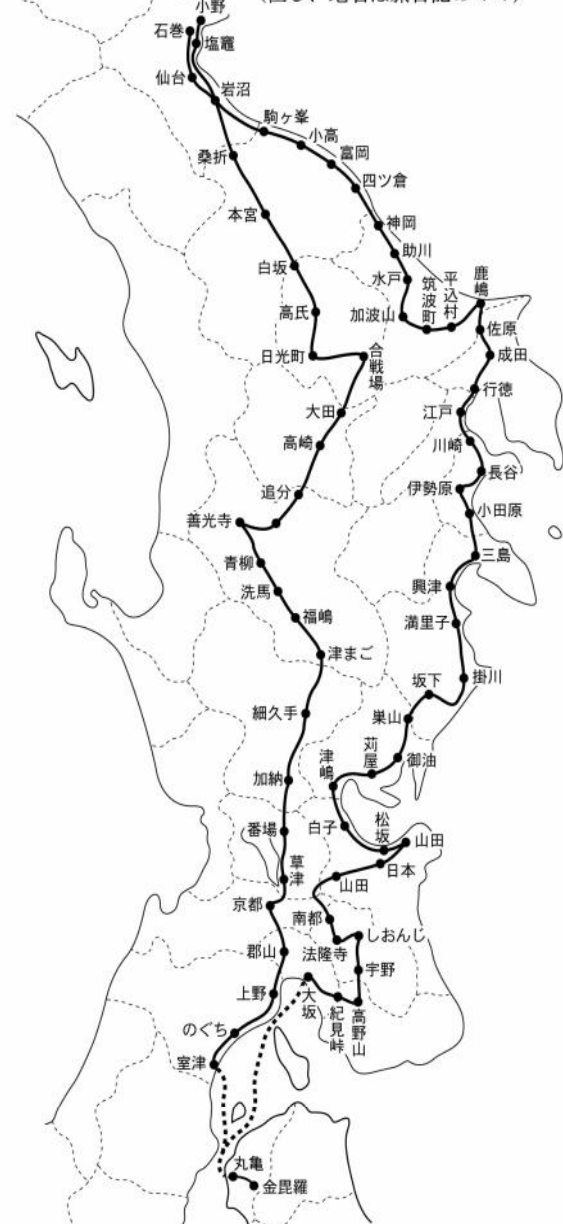 小野
石巻
塩竈
仙台
岩沼
駒ヶ峯
小高
富岡
桑折
四ツ倉
本宮
神岡
助川
白坂
水戸
鹿嶋
平込村
筑波町
加波山
高氏
佐原
日光町
合戦場
成田
行徳
大田
江戸
高崎
川崎
長谷
追分
伊勢原
善光寺
小田原
青柳
三島
洗馬
興津
福嶋
満里子
津まご
坂下
掛川
細久手
巣山
苅屋
御油
津嶋
加納
番場
白子
松坂
山田
草津
日本
山田
京都
南都
しおんじ
郡山
法隆寺
宇野
上野
大坂
紀見峠
高野山
のぐち
室津
丸亀
金毘羅